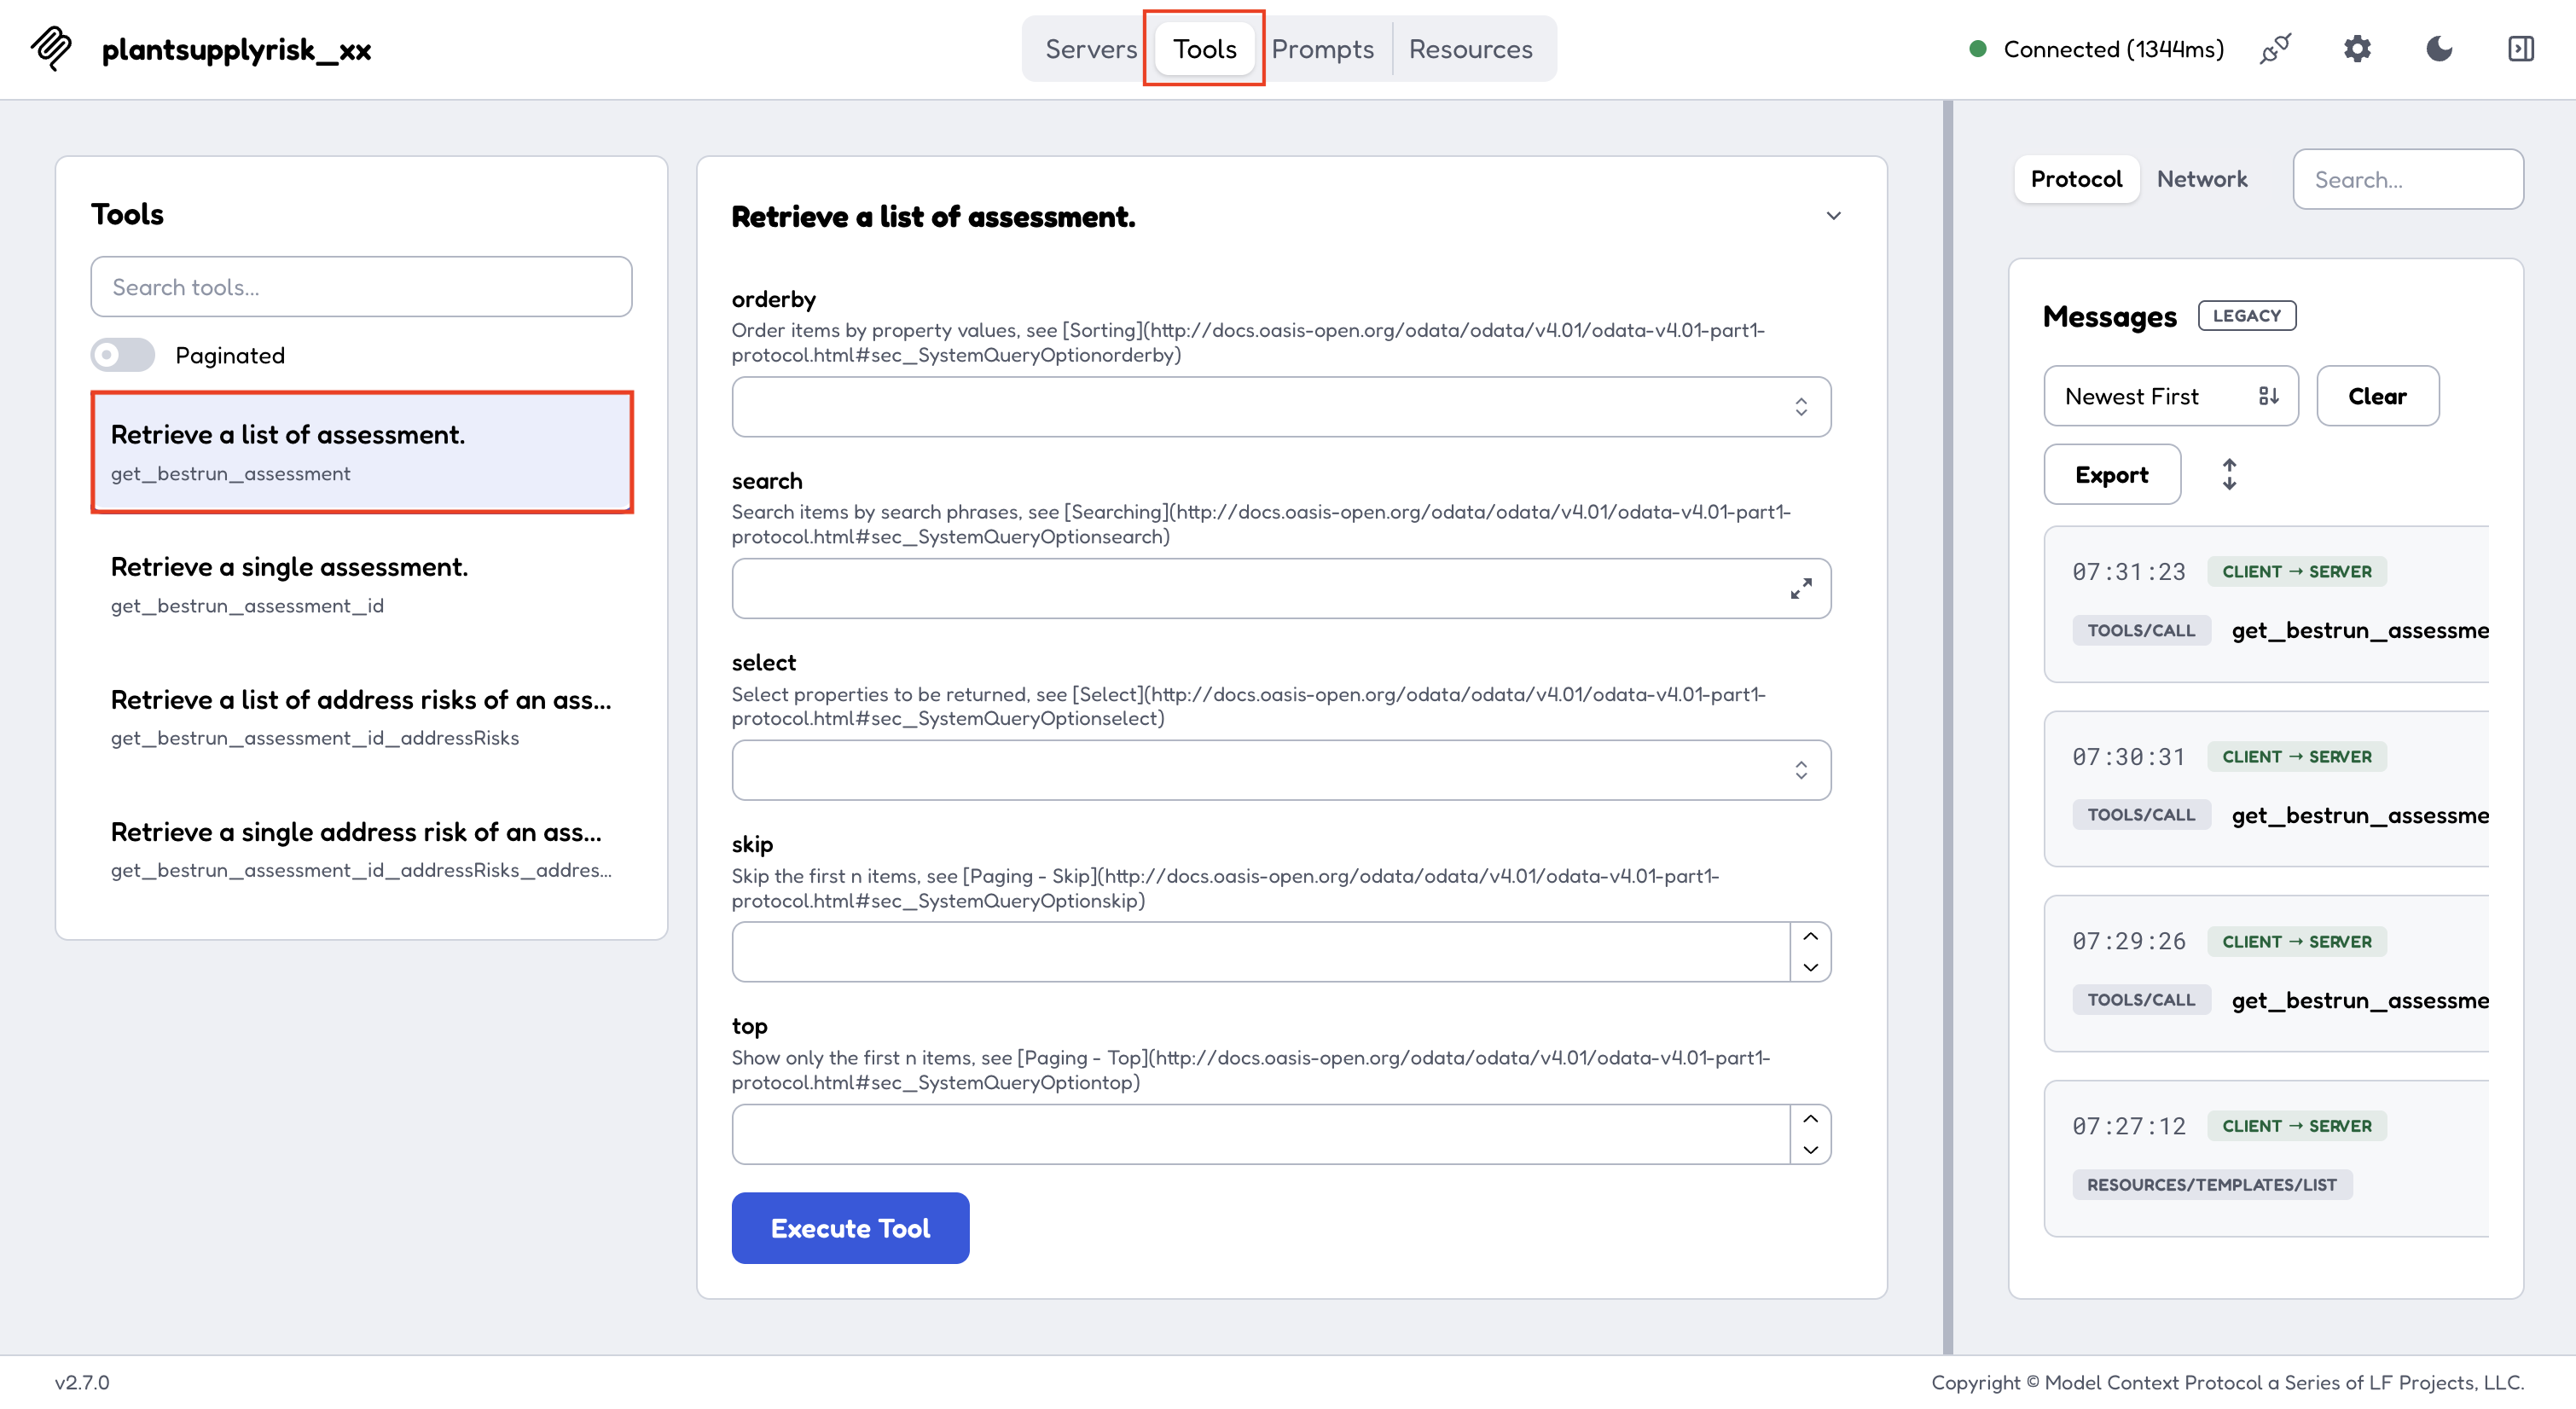 plantsupplyrisk_xx
Servers
Tools
Prompts
Resources
Connected (1344ms)
Tools
Search tools...
Paginated
Retrieve a list of assessment.
get_bestrun_assessment
Retrieve a single assessment.
get_bestrun_assessment_id
Retrieve a list of address risks of an ass...
get_bestrun_assessment_id_addressRisks
Retrieve a single address risk of an ass...
get_bestrun_assessment_id_addressRisks_addres...
Retrieve a list of assessment.
orderby
Order items by property values, see [Sorting](http://docs.oasis-open.org/odata/odata/v4.01/odata-v4.01-part1-
protocol.html#sec_SystemQueryOptionorderby)
search
Search items by search phrases, see [Searching](http://docs.oasis-open.org/odata/odata/v4.01/odata-v4.01-part1-
protocol.html#sec_SystemQueryOptionsearch)
select
Select properties to be returned, see [Select](http://docs.oasis-open.org/odata/odata/v4.01/odata-v4.01-part1-
protocol.html#sec_SystemQueryOptionselect)
skip
Skip the first n items, see [Paging - Skip](http://docs.oasis-open.org/odata/odata/v4.01/odata-v4.01-part1-
protocol.html#sec_SystemQueryOptionskip)
top
Show only the first n items, see [Paging - Top](http://docs.oasis-open.org/odata/odata/v4.01/odata-v4.01-part1-
protocol.html#sec_SystemQueryOptiontop)
Execute Tool
Protocol
Network
Search...
Messages
LEGACY
Newest First
Clear
Export
07:31:23 CLIENT → SERVER
TOOLS/CALL get_bestrun_assessme
07:30:31 CLIENT → SERVER
TOOLS/CALL get_bestrun_assessme
07:29:26 CLIENT → SERVER
TOOLS/CALL get_bestrun_assessme
07:27:12 CLIENT → SERVER
RESOURCES/TEMPLATES/LIST
v2.7.0
Copyright © Model Context Protocol a Series of LF Projects, LLC.